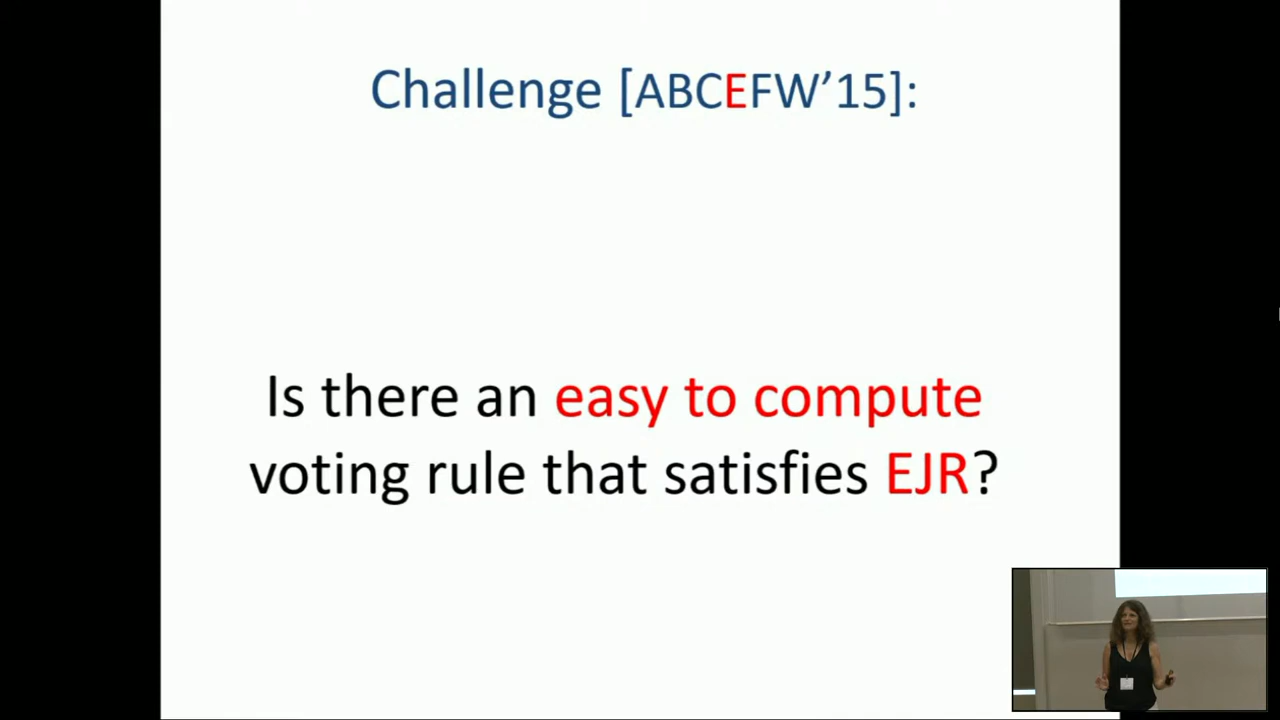 Challenge [ABCEFW’15]:
Is there an easy to compute
voting rule that satisfies EJR?